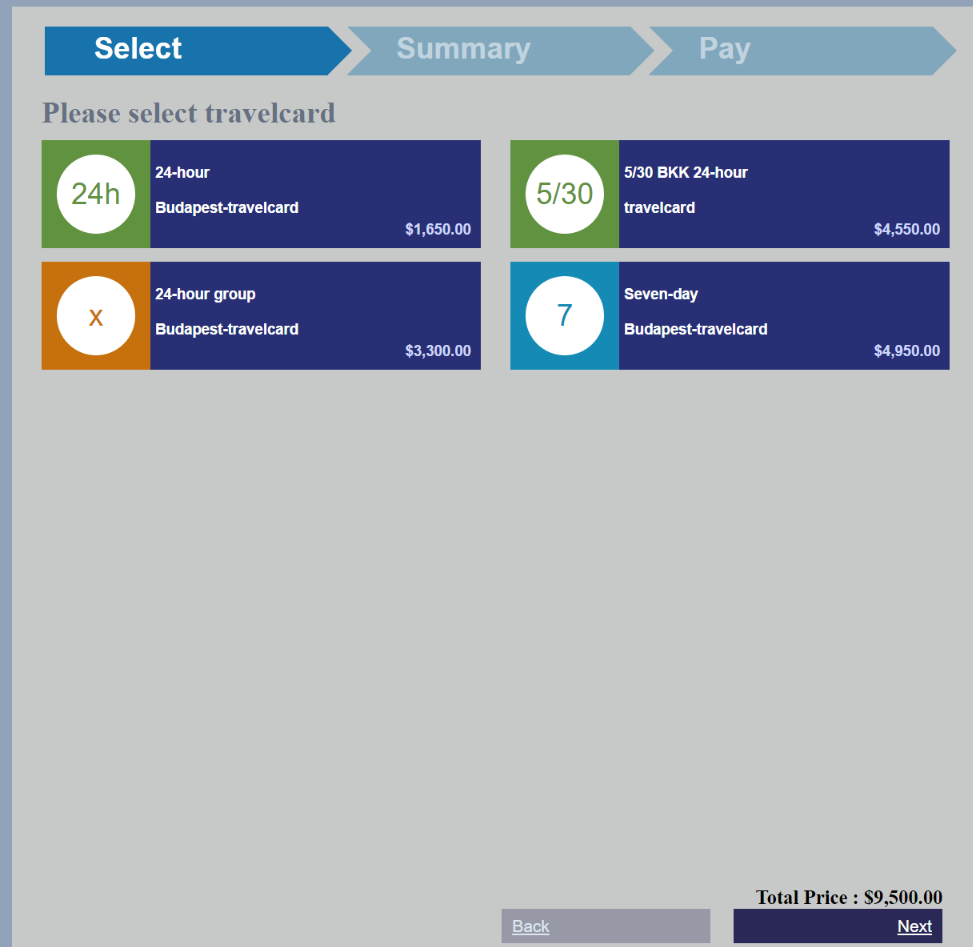 Select
Summary
Pay
Please select travelcard
24h
24-hour
Budapest-travelcard
$1,650.00
5/30
5/30 BKK 24-hour
travelcard
$4,550.00
x
24-hour group
Budapest-travelcard
$3,300.00
7
Seven-day
Budapest-travelcard
$4,950.00
Total Price : $9,500.00
Back
Next